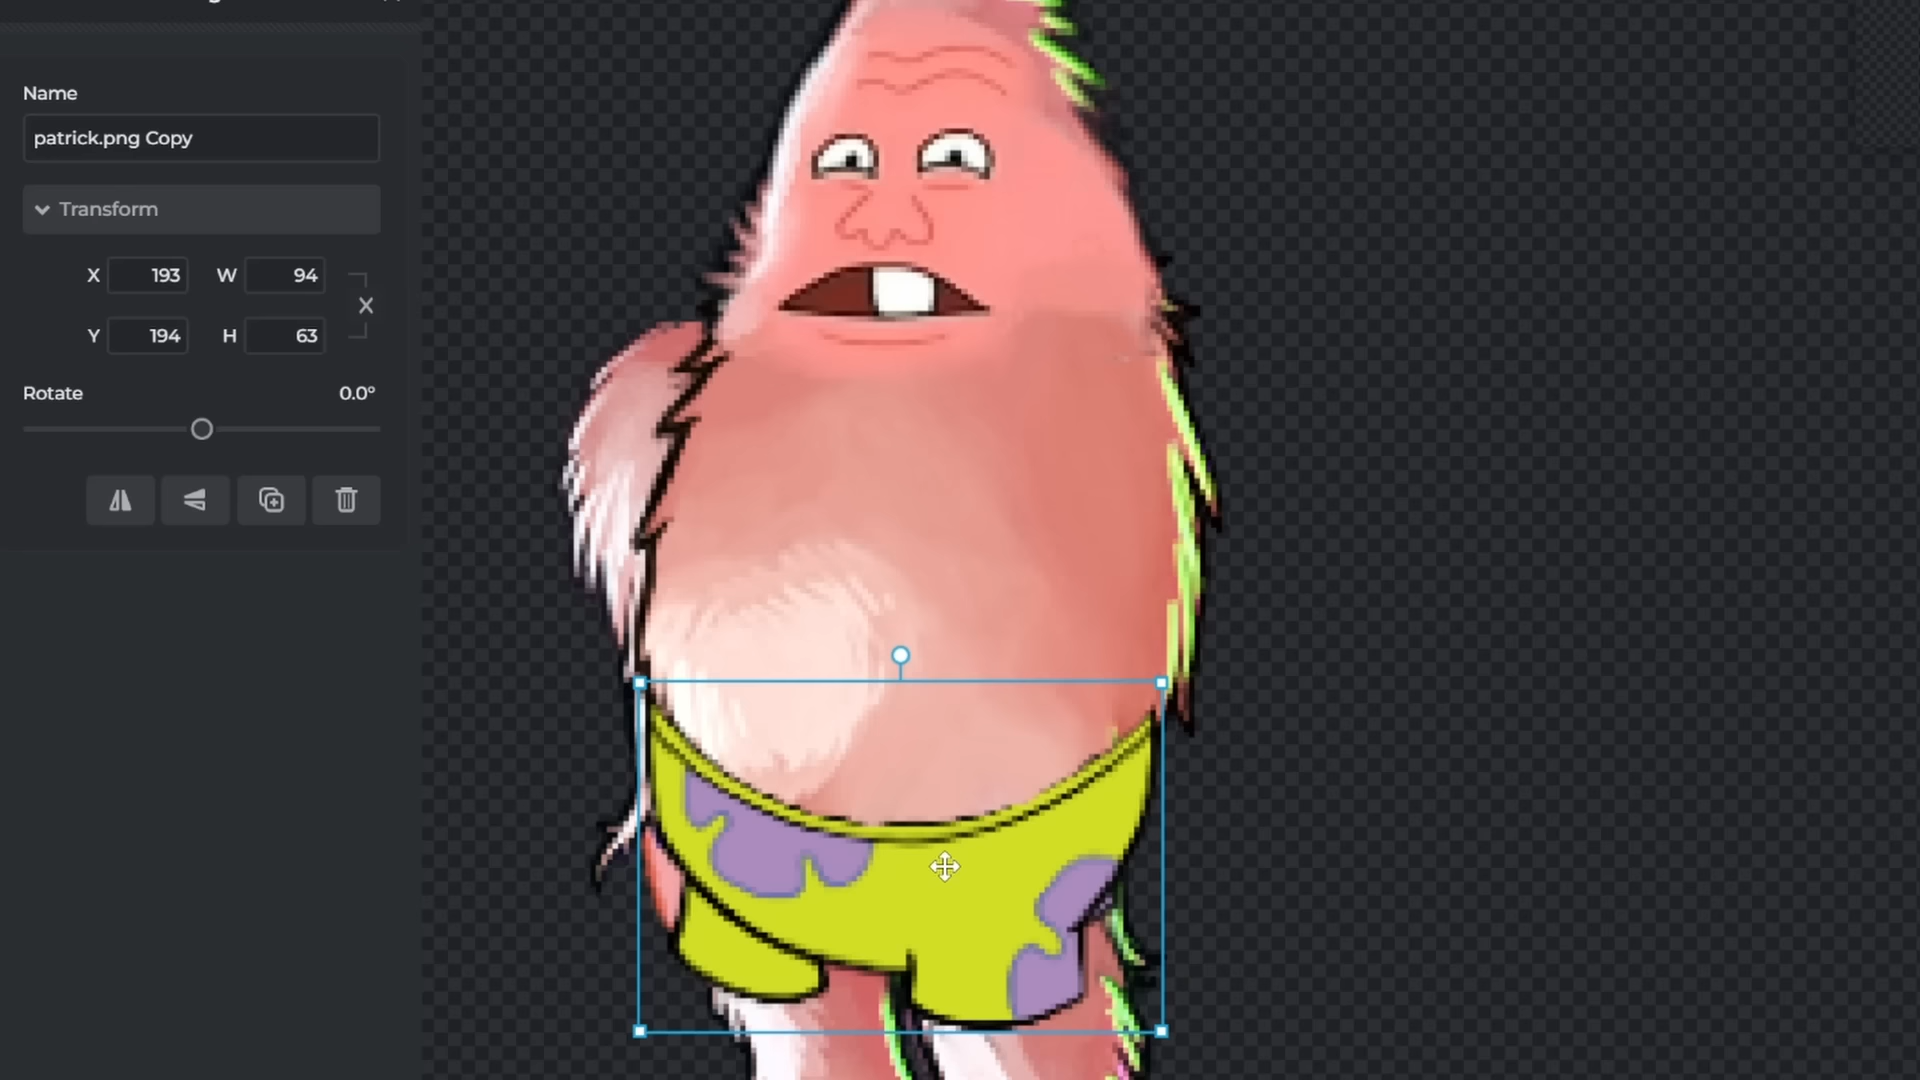 Name
patrick.png Copy
Transform
X 193 W 94
Y 194 H 63
Rotate 0.0°